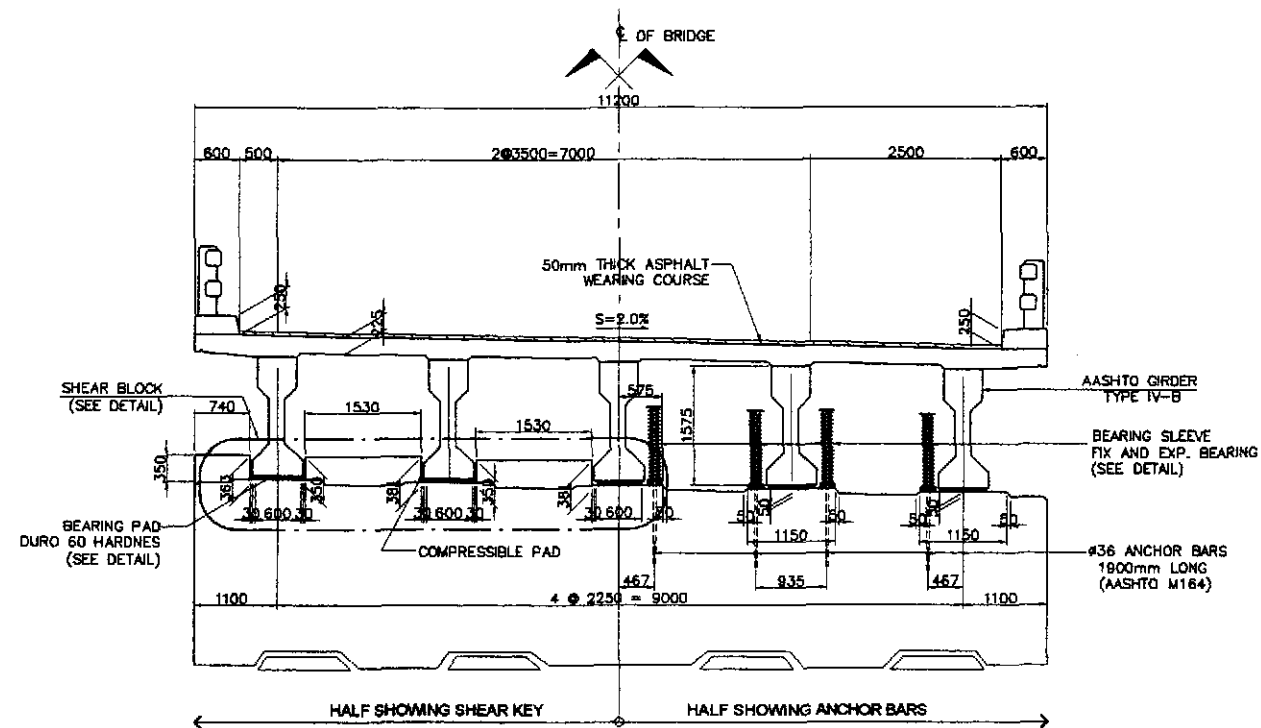 ℄ OF BRIDGE
11200
600 500 2@3500=7000 2500 600
50mm THICK ASPHALT
WEARING COURSE
250
225
S=2.0%
250
SHEAR BLOCK
(SEE DETAIL)
740
1530
1530
575
1575
AASHTO GIRDER
TYPE IV-B
BEARING SLEEVE
FIX AND EXP. BEARING
(SEE DETAIL)
350
363
350
38
350
38
BEARING PAD
DURO 60 HARDNES
(SEE DETAIL)
30 600 30
30 600 30
30 600
50
50
50
50
50
50
COMPRESSIBLE PAD
1150
1150
ø36 ANCHOR BARS
1900mm LONG
(AASHTO M164)
467
935
467
1100
4 @ 2250 = 9000
1100
HALF SHOWING SHEAR KEY
HALF SHOWING ANCHOR BARS